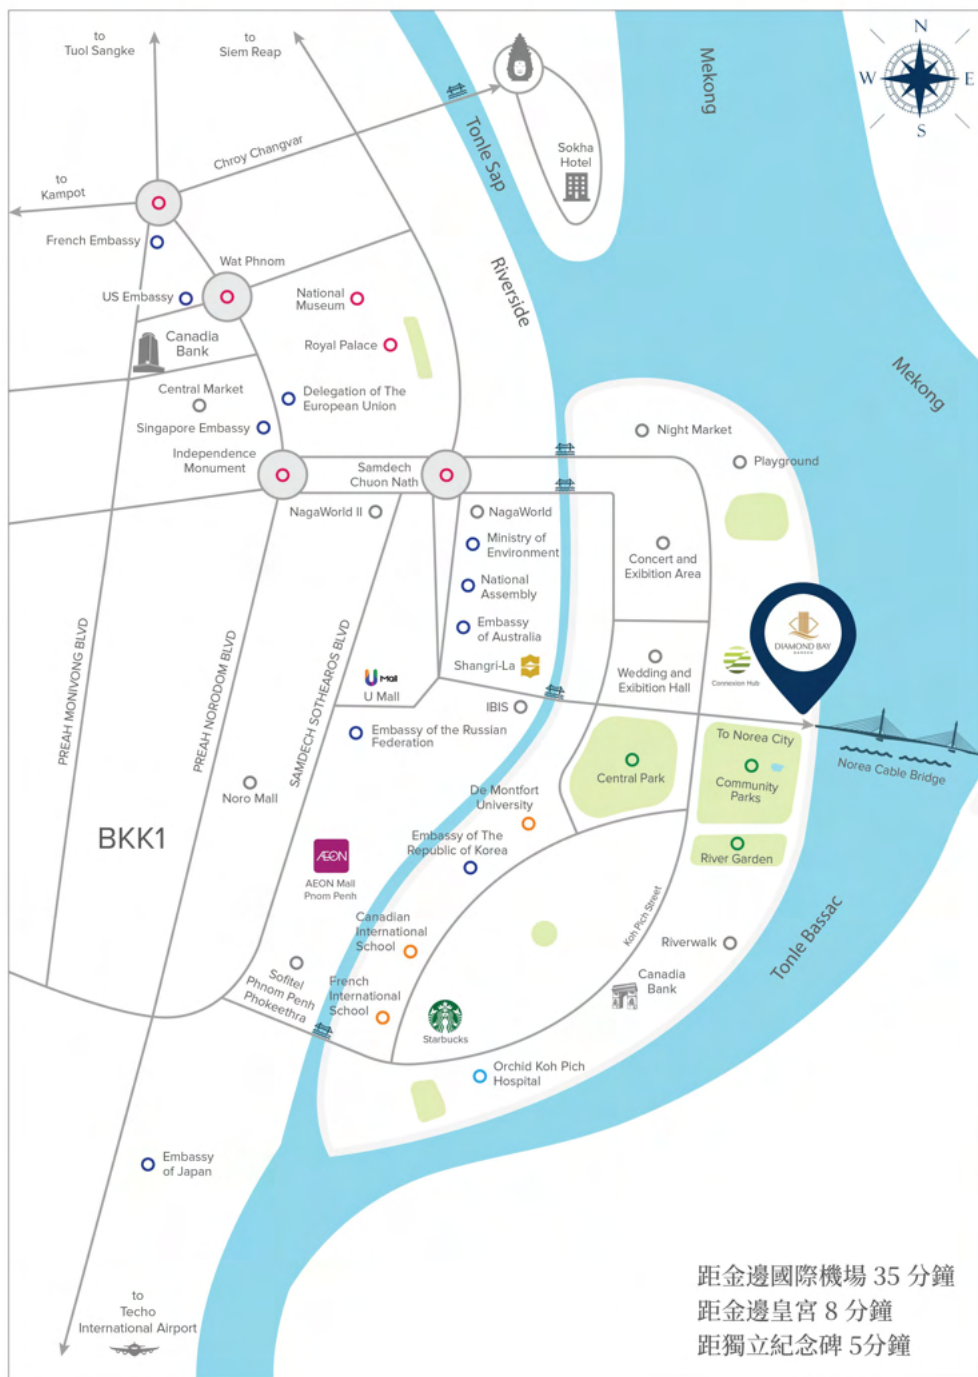 to
Tuol Sangke
to
Siem Reap
N
W
E
S
Mekong
Chroy Changvar
Tonle Sap
Sokha
Hotel
to
Kampot
French Embassy
Wat Phnom
US Embassy
National
Museum
Riverside
Canadia
Bank
Royal Palace
Mekong
Central Market
Delegation of The
European Union
Singapore Embassy
Night Market
Independence
Monument
Samdech
Chuon Nath
Playground
NagaWorld II
NagaWorld
Ministry of
Environment
Concert and
Exibition Area
National
Assembly
Embassy
of Australia
DIAMOND BAY
GARDEN
PREAH MONIVONG BLVD
PREAH NORODOM BLVD
SAMDECH SOTHEAROS BLVD
Shangri-La
U Mall
U Mall
Wedding and
Exibition Hall
Connexion Hub
IBIS
Embassy of the Russian
Federation
To Norea City
Norea Cable Bridge
Noro Mall
Central Park
Community
Parks
De Montfort
University
BKK1
Embassy of The
Republic of Korea
River Garden
AEON
AEON Mall
Pnom Penh
Koh Pich Street
Canadian
International
School
Riverwalk
Tonle Bassac
Sofitel
Phnom Penh
Phokeethra
French
International
School
Canadia
Bank
Starbucks
Orchid Koh Pich
Hospital
Embassy
of Japan
距金邊國際機場 35 分鐘
距金邊皇宮 8 分鐘
距獨立紀念碑 5分鐘
to
Techo
International Airport